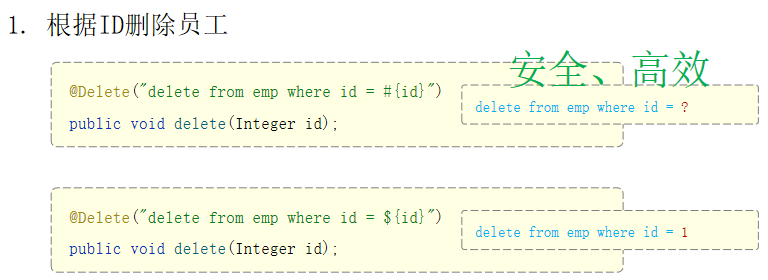 1. 根据ID删除员工
安全、高效
@Delete("delete from emp where id = #{id}")
delete from emp where id = ?
public void delete(Integer id);
@Delete("delete from emp where id = ${id}")
delete from emp where id = 1
public void delete(Integer id);